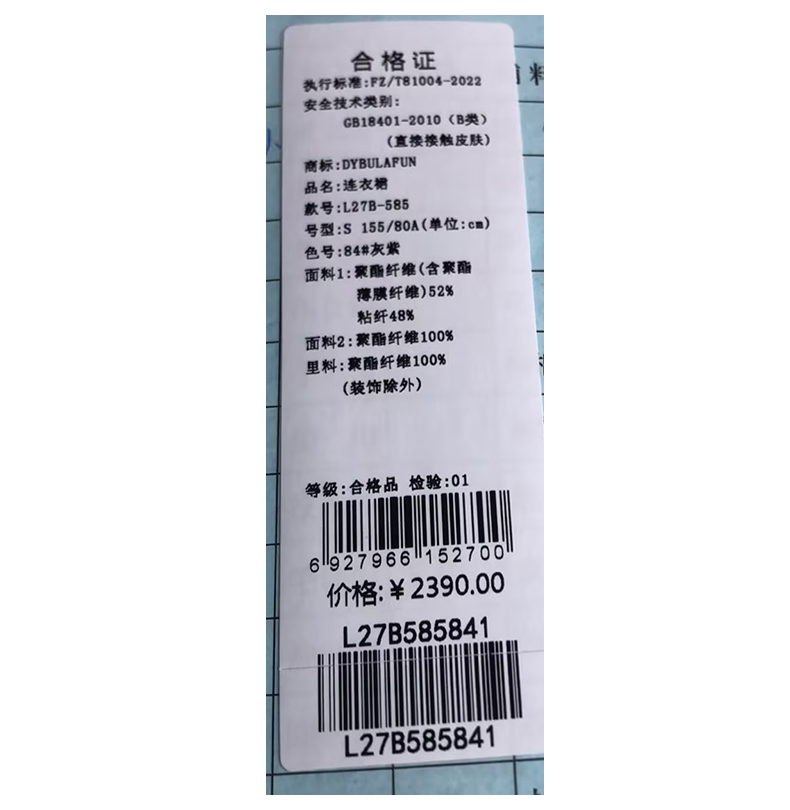 合格证
执行标准:FZ/T81004-2022
安全技术类别:
GB18401-2010（B类）
(直接接触皮肤)
商标:DYBULAFUN
品名:连衣裙
款号:L27B-585
号型:S 155/80A(单位:cm)
色号:84#灰紫
面料1:聚酯纤维(含聚酯
薄膜纤维)52%
粘纤48%
面料2:聚酯纤维100%
里料:聚酯纤维100%
(装饰除外)
等级:合格品 检验:01
6 927966 152700
价格:￥2390.00
L27B585841
L27B585841
料